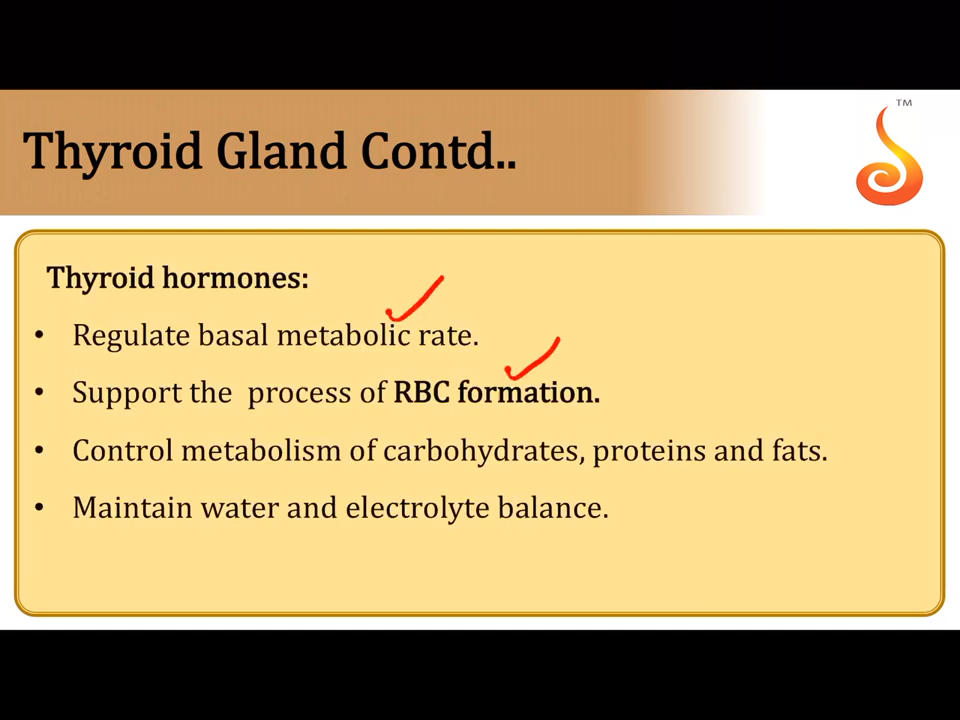 TM
Thyroid Gland Contd..
Thyroid hormones:
• Regulate basal metabolic rate.
• Support the process of RBC formation.
• Control metabolism of carbohydrates, proteins and fats.
• Maintain water and electrolyte balance.